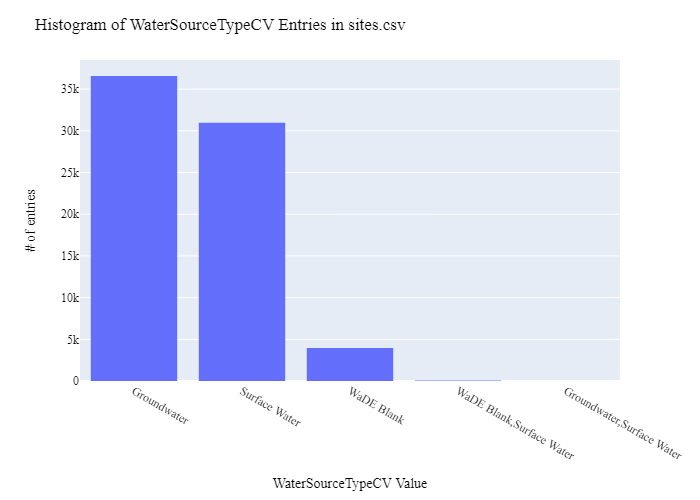 Histogram of WaterSourceTypeCV Entries in sites.csv
# of entries
35k
30k
25k
20k
15k
10k
5k
0
Groundwater
Surface Water
WaDE Blank
WaDE Blank,Surface Water
Groundwater,Surface Water
WaterSourceTypeCV Value